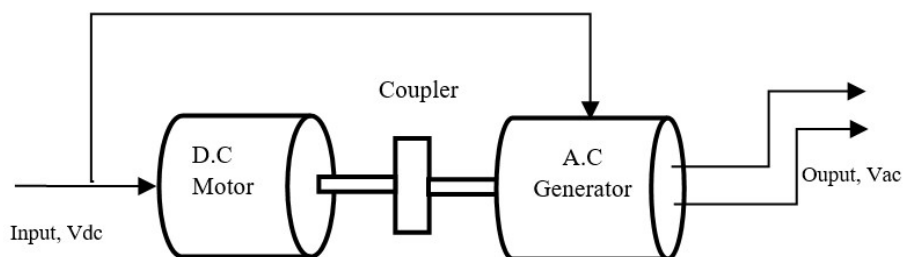 Coupler
D.C
Motor
A.C
Generator
Input, Vdc
Ouput, Vac